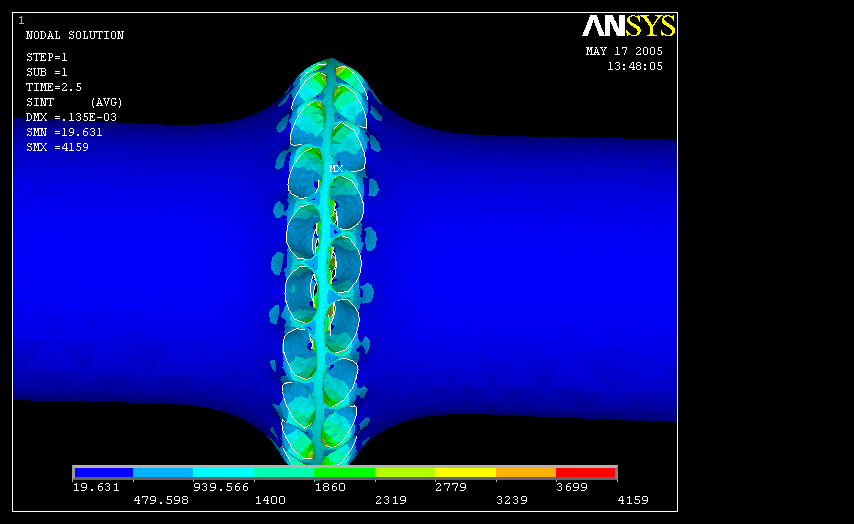 1
ANSYS
NODAL SOLUTION
MAY 17 2005
13:48:05
STEP=1
SUB =1
TIME=2.5
SINT (AVG)
DMX =.135E-03
SMN =19.631
SMX =4159
MX
19.631 939.566 1860 2779 3699
479.598 1400 2319 3239 4159